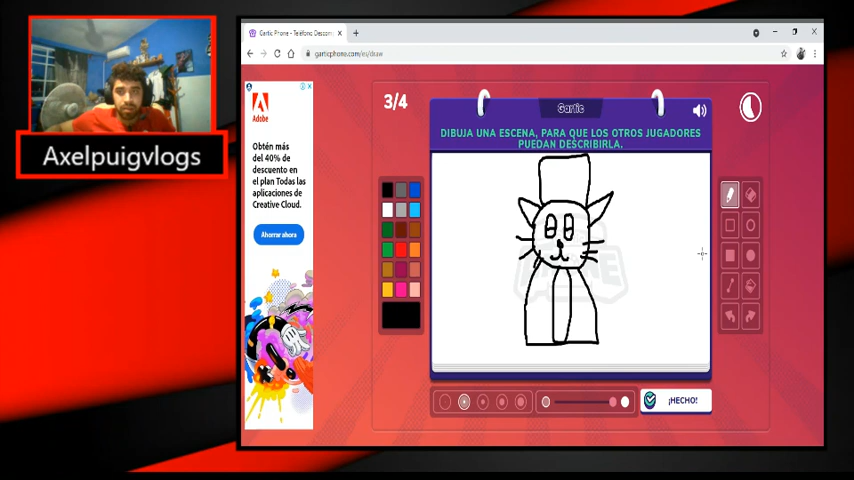 Gartic Phone - Teléfono Descom
garticphone.com/es/draw
Axelpuigvlogs
Adobe
Obtén más
del 40% de
descuento en
el plan Todas las
aplicaciones de
Creative Cloud.
Ahorrar ahora
3/4
Gartic
DIBUJA UNA ESCENA, PARA QUE LOS OTROS JUGADORES
PUEDAN DESCRIBIRLA.
¡HECHO!